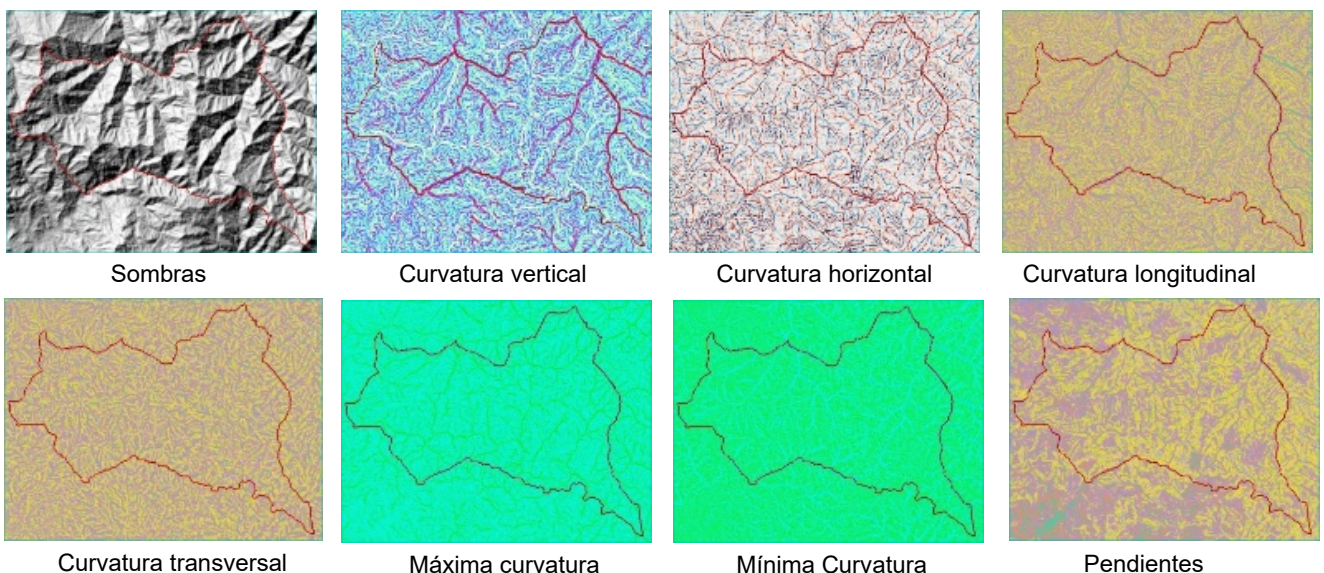 Sombras
Curvatura vertical
Curvatura horizontal
Curvatura longitudinal
Curvatura transversal
Máxima curvatura
Mínima Curvatura
Pendientes